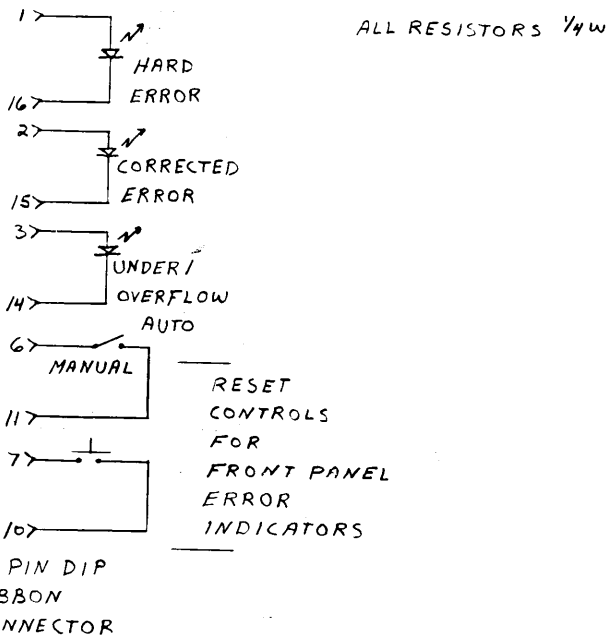 1
ALL RESISTORS 1/4 W
HARD
ERROR
16
2
CORRECTED
ERROR
15
3
UNDER/
OVERFLOW
14
AUTO
6
MANUAL
11
RESET
CONTROLS
FOR
FRONT PANEL
ERROR
INDICATORS
7
10
PIN DIP
BBON
NNECTOR